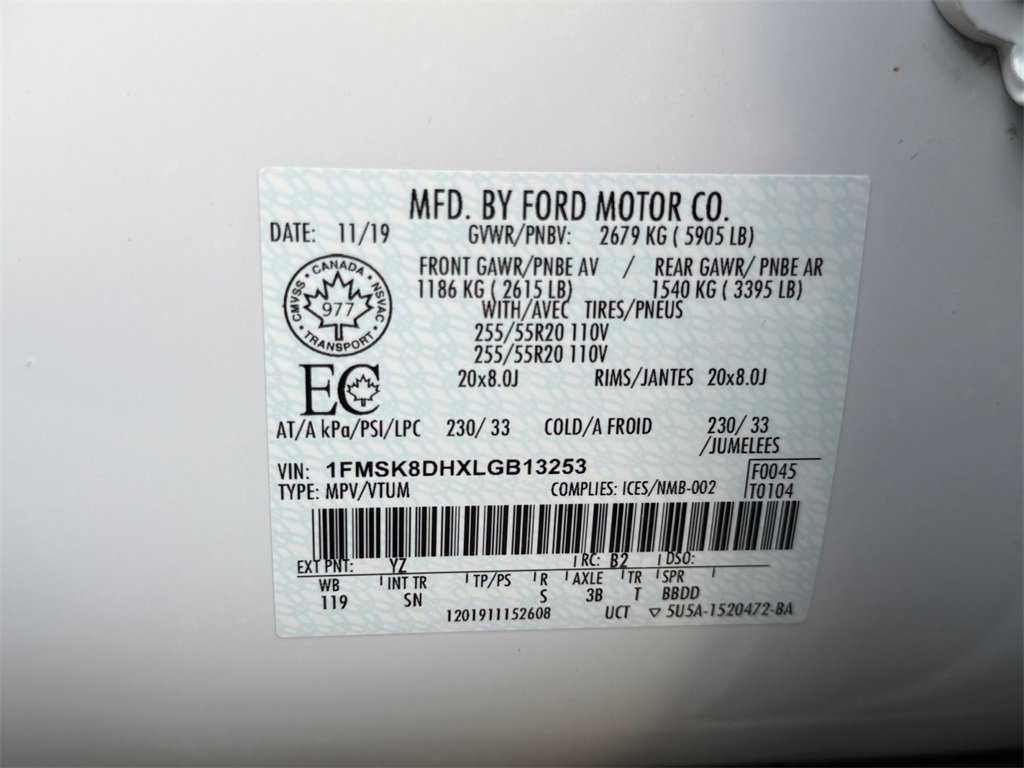 MFD. BY FORD MOTOR CO.
DATE: 11/19 GVWR/PNBV: 2679 KG ( 5905 LB)
FRONT GAWR/PNBE AV / REAR GAWR/ PNBE AR
1186 KG ( 2615 LB) 1540 KG ( 3395 LB)
WITH/AVEC TIRES/PNEUS
255/55R20 110V
255/55R20 110V
20x8.0J RIMS/JANTES 20x8.0J
CANADA
CMVSS 977 NSVAC
TRANSPORT
EC
AT/A kPa/PSI/LPC 230/ 33 COLD/A FROID 230/ 33
/JUMELEES
VIN: 1FMSK8DHXLGB13253 F0045
TYPE: MPV/VTUM COMPLIES: ICES/NMB-002 T0104
EXT PNT: YZ RC: B2 DSO:
WB INT TR TP/PS R AXLE TR SPR
119 SN S 3B T BBDD
1201911152608 UCT ▽ 5U5A-1520472-BA